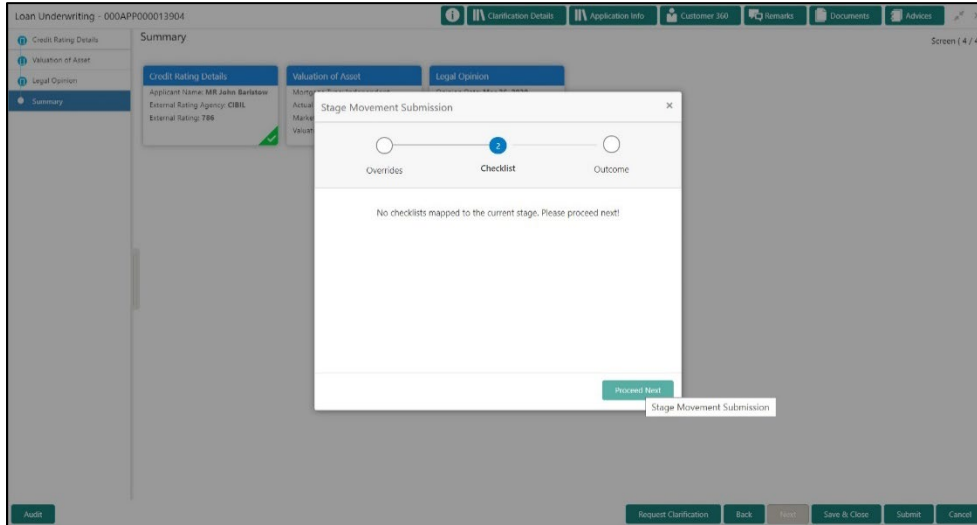 Loan Underwriting - 000APP000013904
Clarification Details
Application Info
Customer 360
Remarks
Documents
Advices
Credit Rating Details
Valuation of Asset
Legal Opinion
Summary
Summary
Screen ( 4 / 4
Credit Rating Details
Applicant Name: MR John Barlstow
External Rating Agency: CIBIL
External Rating: 786
Valuation of Asset
Actual
Market
Legal Opinion
Stage Movement Submission
2
Overrides
Checklist
Outcome
No checklists mapped to the current stage. Please proceed next!
Proceed Next
Stage Movement Submission
Audit
Request Clarification
Back
Next
Save & Close
Submit
Cancel